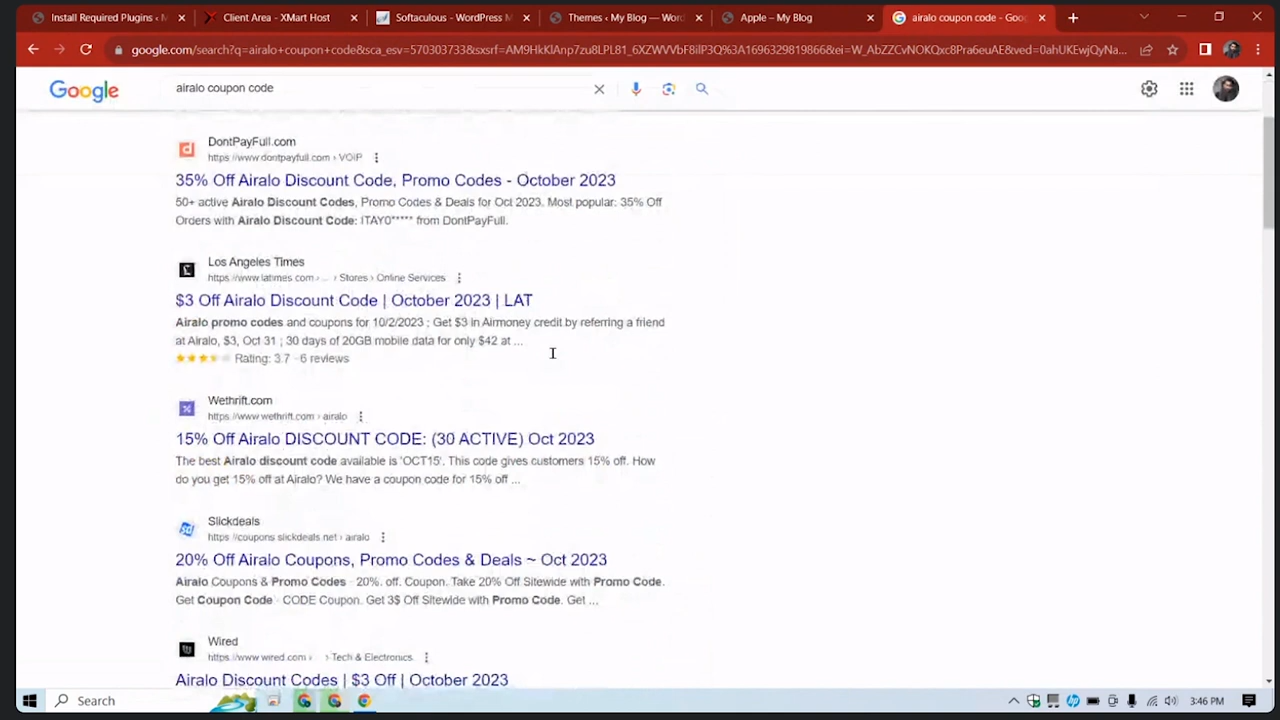 Install Required Plugins ‹ M
Client Area - XMart Host
Softaculous - WordPress M
Themes ‹ My Blog — Wor
Apple – My Blog
airalo coupon code - Goo
google.com/search?q=airalo+coupon+code&sca_esv=570303733&sxsrf=AM9HkKlAnp7zu8LPL81_6XZWVVbF8ilP3Q%3A1696329819866&ei=W_AbZZCvNOKQxc8Pra6euAE&ved=0ahUKEwjQyNa...
Google
airalo coupon code
DontPayFull.com
https://www.dontpayfull.com › VOIP
35% Off Airalo Discount Code, Promo Codes - October 2023
50+ active Airalo Discount Codes, Promo Codes & Deals for Oct 2023. Most popular: 35% Off
Orders with Airalo Discount Code: ITAY0***** from DontPayFull.
Los Angeles Times
https://www.latimes.com › ... › Stores › Online Services
$3 Off Airalo Discount Code | October 2023 | LAT
Airalo promo codes and coupons for 10/2/2023 ; Get $3 in Airmoney credit by referring a friend
at Airalo, $3, Oct 31 ; 30 days of 20GB mobile data for only $42 at ...
Rating: 3.7 · 6 reviews
Wethrift.com
https://www.wethrift.com › airalo
15% Off Airalo DISCOUNT CODE: (30 ACTIVE) Oct 2023
The best Airalo discount code available is 'OCT15'. This code gives customers 15% off. How
do you get 15% off at Airalo? We have a coupon code for 15% off ...
Slickdeals
https://coupons.slickdeals.net › airalo
20% Off Airalo Coupons, Promo Codes & Deals ~ Oct 2023
Airalo Coupons & Promo Codes · 20%. off. Coupon. Take 20% Off Sitewide with Promo Code.
Get Coupon Code · CODE Coupon. Get 3$ Off Sitewide with Promo Code. Get ...
Wired
https://www.wired.com › › Tech & Electronics
Airalo Discount Codes | $3 Off | October 2023
Search
3:46 PM